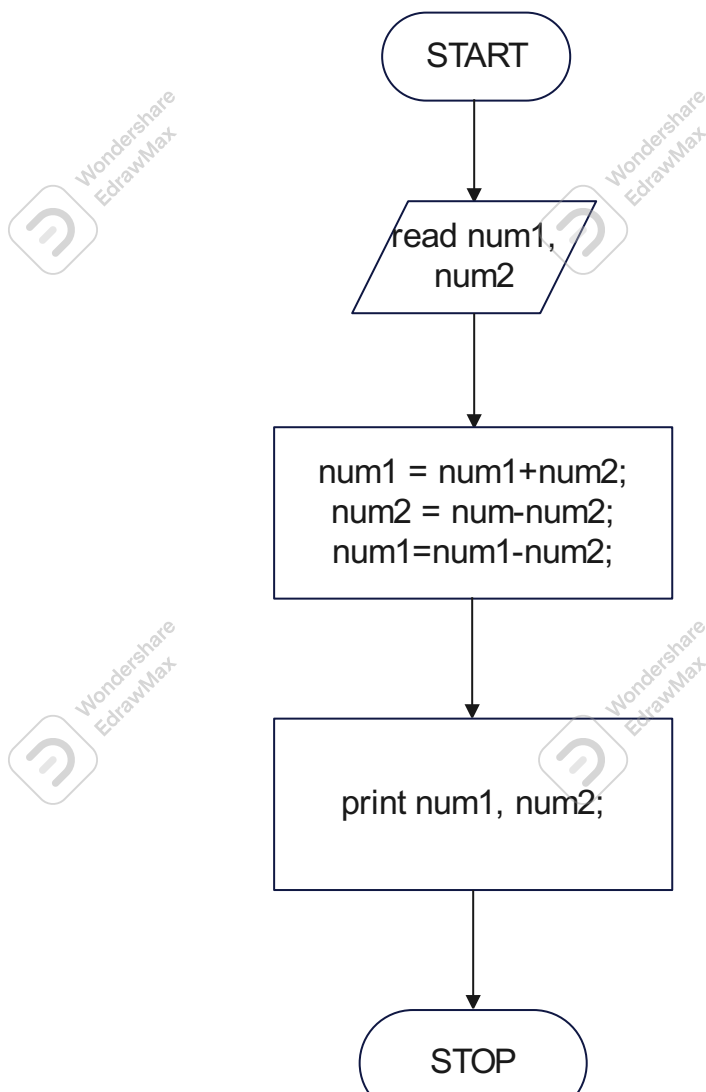 START
Wondershare
EdrawMax
Wondershare
EdrawMax
read num1,
num2
num1 = num1+num2;
num2 = num-num2;
num1=num1-num2;
Wondershare
EdrawMax
Wondershare
EdrawMax
print num1, num2;
STOP